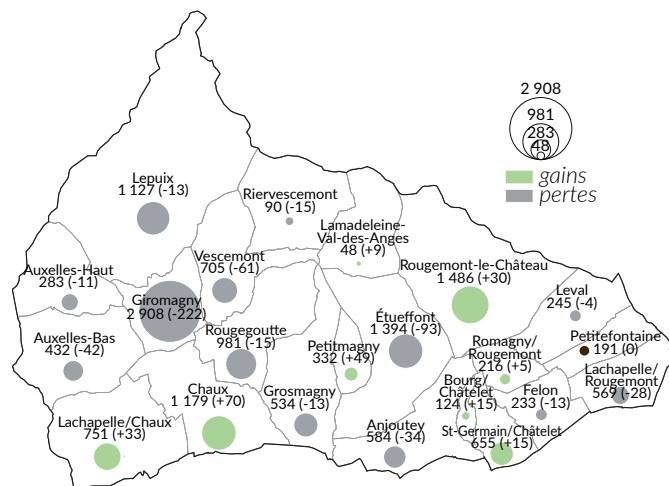 2 908
981
283
48
gains
pertes
Lepuix
1 127 (-13)
Riervescemont
90 (-15)
Lamadeleine-
Val-des-Anges
48 (+9)
Vescemont
705 (-61)
Rougemont-le-Château
1 486 (+30)
Auxelles-Haut
283 (-11)
Giromagny
2 908 (-222)
Leval
245 (-4)
Étueffont
1 394 (-93)
Auxelles-Bas
432 (-42)
Rougegoutte
981 (-15)
Petitmagny
332 (+49)
Romagny/
Rougemont
216 (+5)
Petitefontaine
191 (0)
Lachapelle/
Rougemont
569 (-28)
Chaux
1 179 (+70)
Grosmagny
534 (-13)
Bourg/
Châtelet
124 (+15)
Felon
233 (-13)
Lachapelle/Chaux
751 (+33)
Anjoutey
584 (-34)
St-Germain/Châtelet
655 (+15)